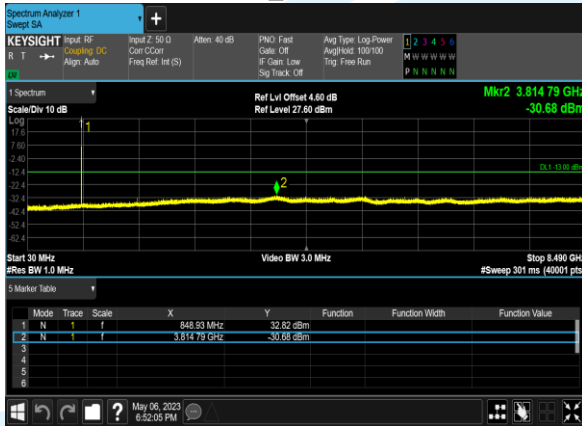 Spectrum Analyzer 1
Swept SA
+
KEYSIGHT Input: RF Input Z: 50 Ω Atten: 40 dB PNO: Fast Avg Type: Log-Power 1 2 3 4 5 6
R T Coupling: DC Corr CCorr Gate: Off Avg|Hold: 100/100 M W W W W W
Align: Auto Freq Ref: Int (S) IF Gain: Low Trig: Free Run
Sig Track: Off P N N N N N
1 Spectrum Ref Lvl Offset 4.60 dB Mkr2 3.814 79 GHz
Scale/Div 10 dB Ref Level 27.60 dBm -30.68 dBm
Log
17.6
7.60
-2.40
-12.4
-22.4
-32.4
-42.4
-52.4
-62.4
1
2
DL1 -13.00 dBm
Start 30 MHz Video BW 3.0 MHz Stop 8.490 GHz
#Res BW 1.0 MHz #Sweep 301 ms (40001 pts)
5 Marker Table
Mode Trace Scale X Y Function Function Width Function Value
1 N 1 f 848.93 MHz 32.82 dBm
2 N 1 f 3.814 79 GHz -30.68 dBm
3
4
5
6
? May 06, 2023
6:52:05 PM